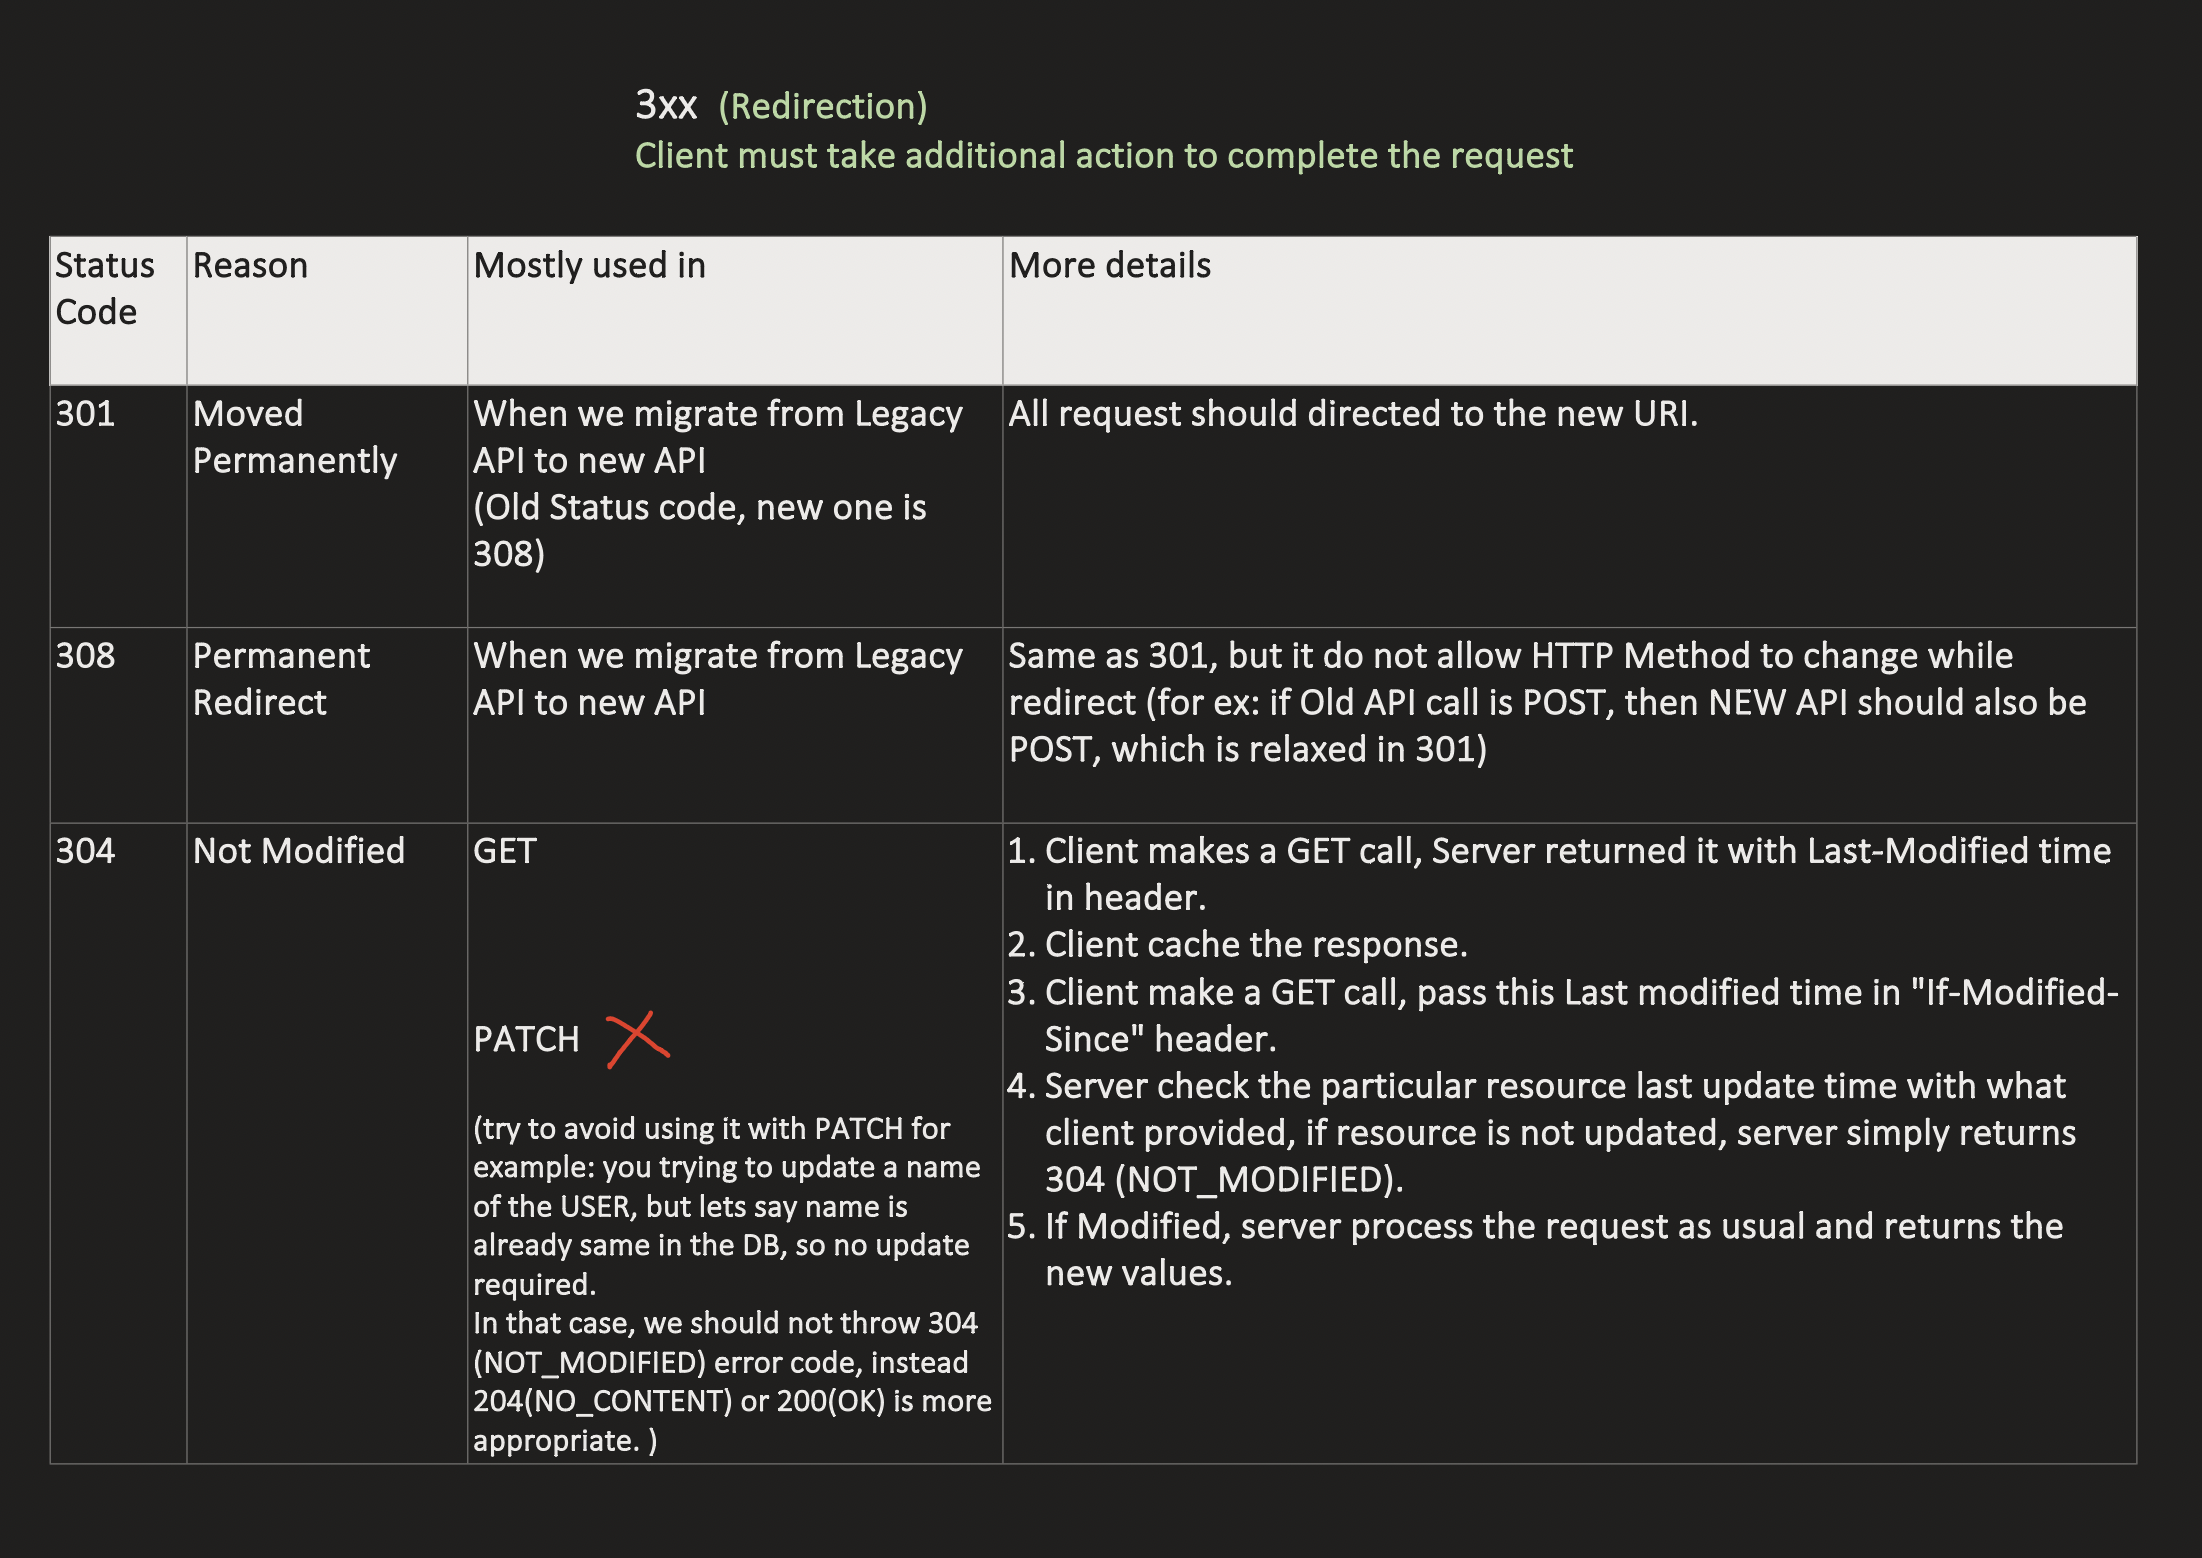 3xx (Redirection)
Client must take additional action to complete the request
Status
Code
Reason
Mostly used in
More details
301
Moved
Permanently
When we migrate from Legacy
API to new API
(Old Status code, new one is
308)
All request should directed to the new URI.
308
Permanent
Redirect
When we migrate from Legacy
API to new API
Same as 301, but it do not allow HTTP Method to change while
redirect (for ex: if Old API call is POST, then NEW API should also be
POST, which is relaxed in 301)
304
Not Modified
GET
PATCH
(try to avoid using it with PATCH for
example: you trying to update a name
of the USER, but lets say name is
already same in the DB, so no update
required.
In that case, we should not throw 304
(NOT_MODIFIED) error code, instead
204(NO_CONTENT) or 200(OK) is more
appropriate. )
1. Client makes a GET call, Server returned it with Last-Modified time
in header.
2. Client cache the response.
3. Client make a GET call, pass this Last modified time in "If-Modified-
Since" header.
4. Server check the particular resource last update time with what
client provided, if resource is not updated, server simply returns
304 (NOT_MODIFIED).
5. If Modified, server process the request as usual and returns the
new values.